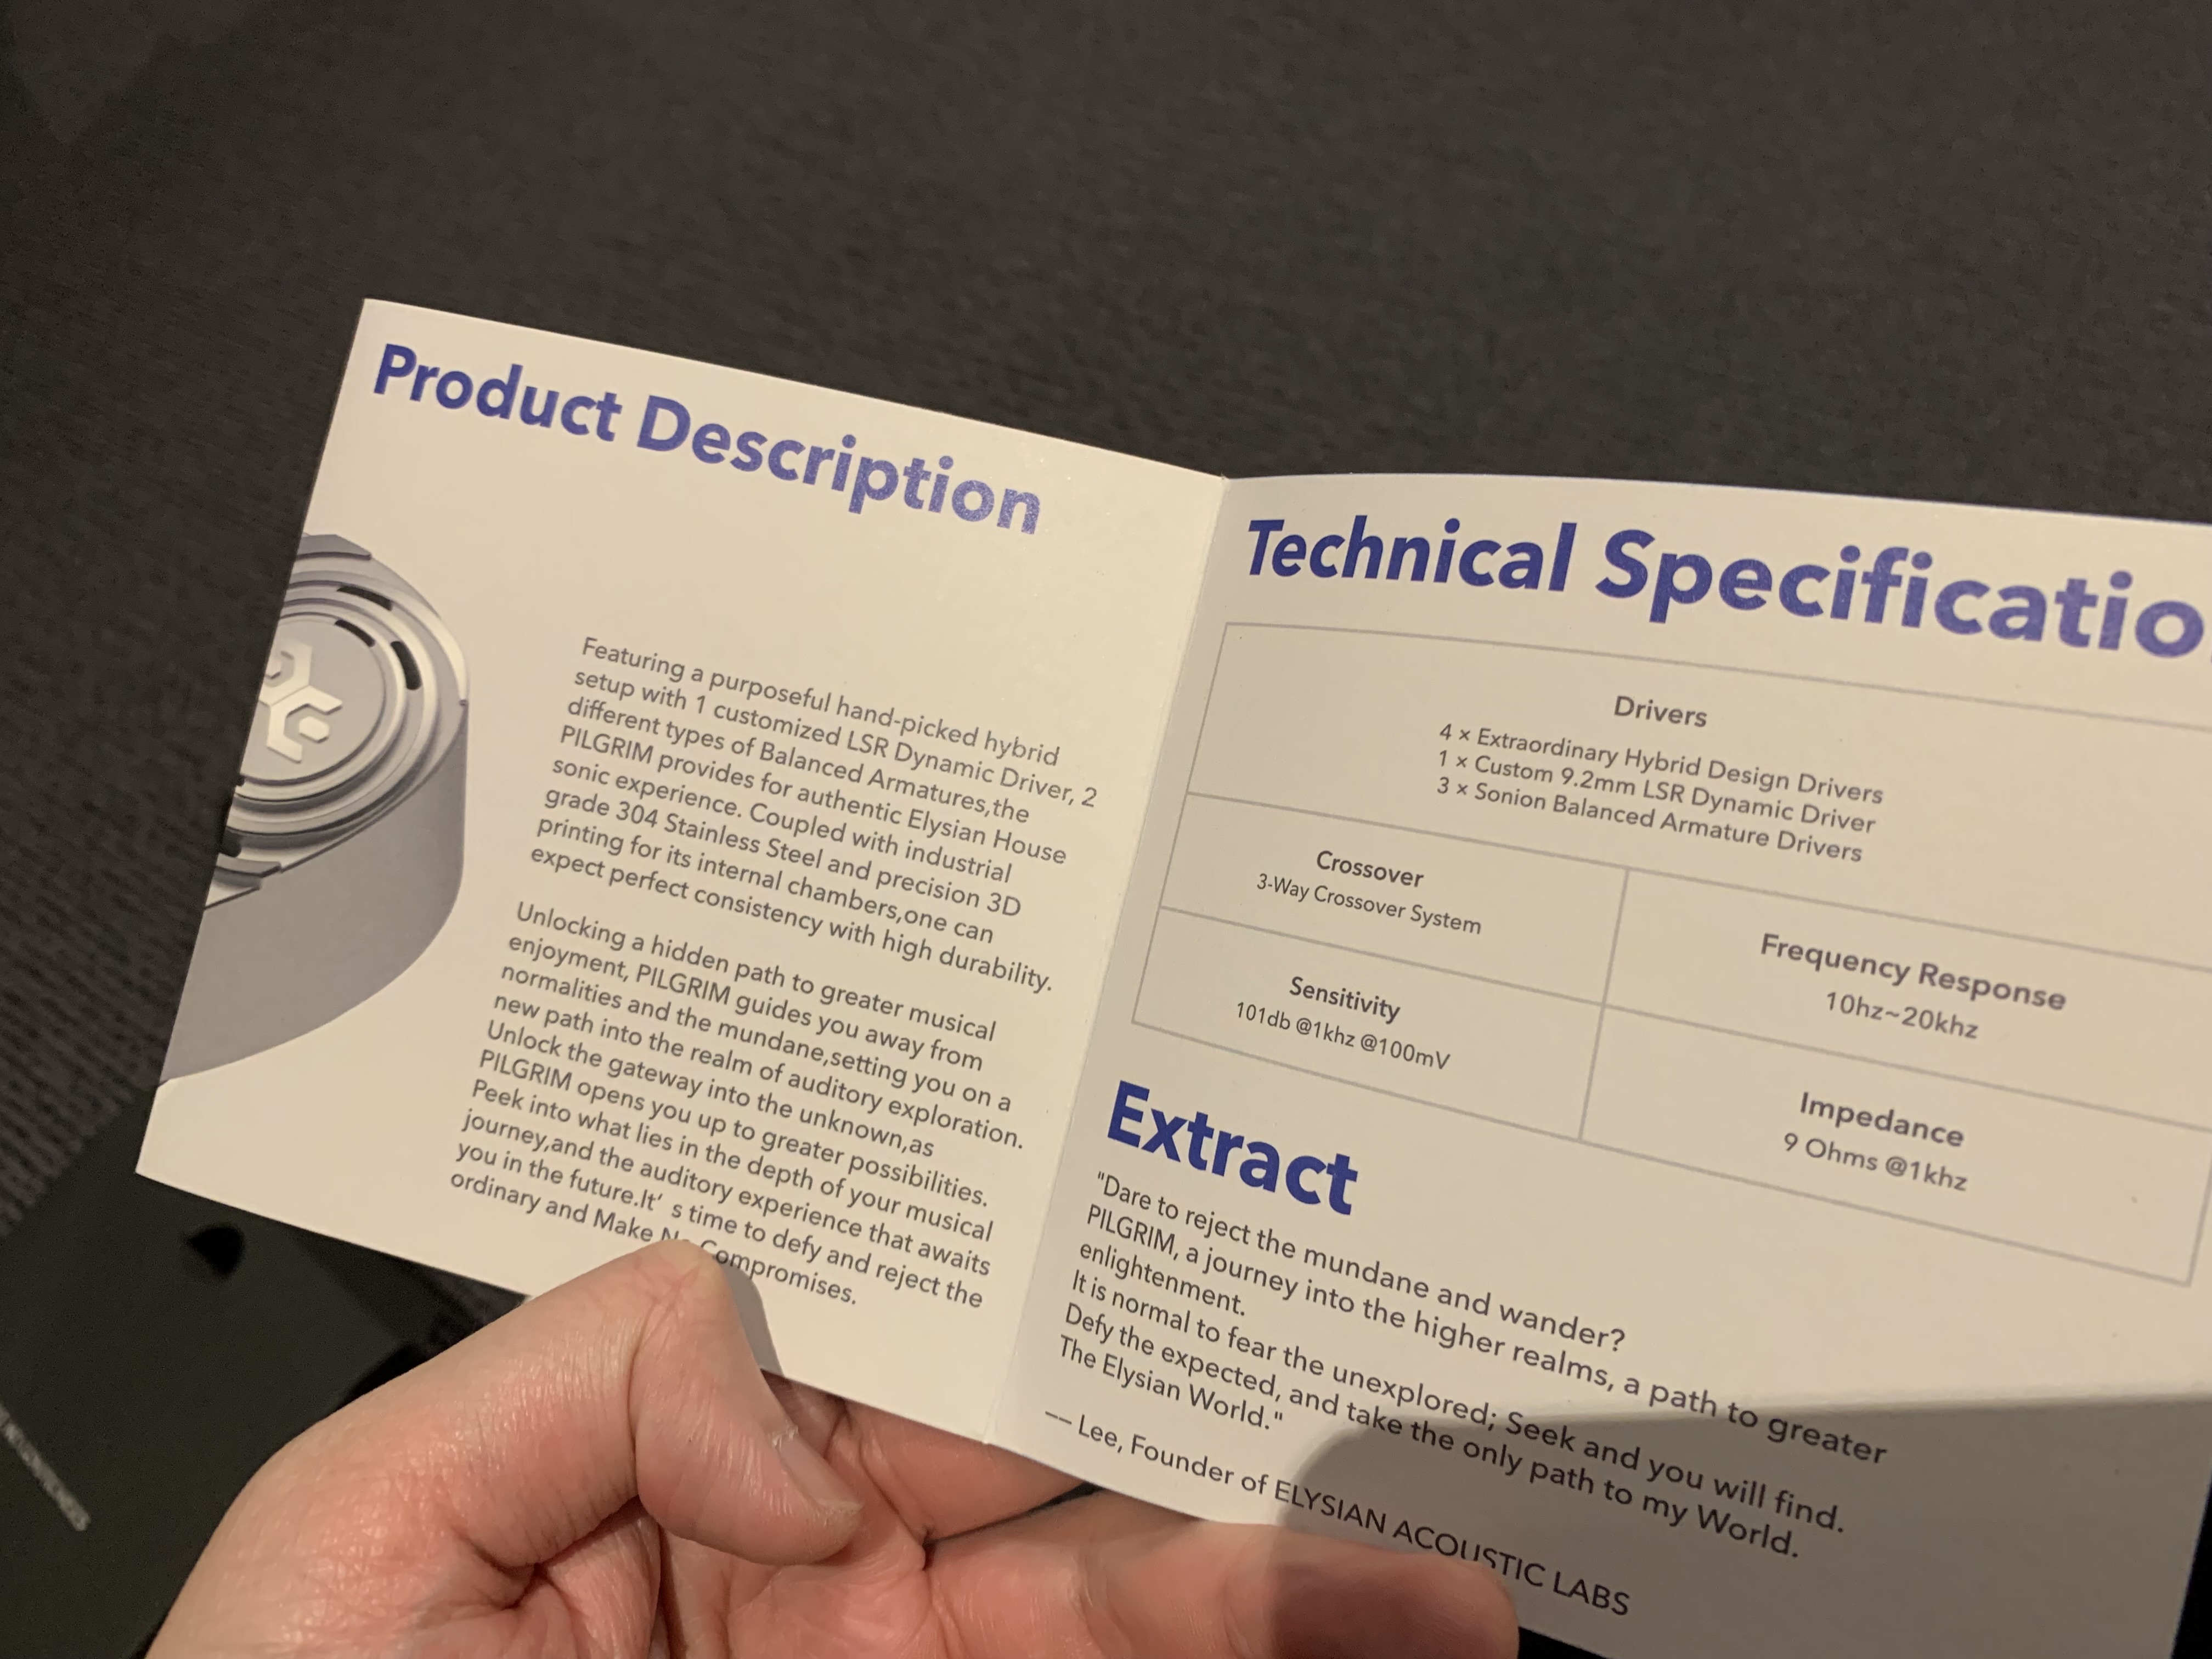 Product Description
Featuring a purposeful hand-picked hybrid
setup with 1 customized LSR Dynamic Driver, 2
different types of Balanced Armatures,the
PILGRIM provides for authentic Elysian House
sonic experience. Coupled with industrial
grade 304 Stainless Steel and precision 3D
printing for its internal chambers,one can
expect perfect consistency with high durability.
Unlocking a hidden path to greater musical
enjoyment, PILGRIM guides you away from
normalities and the mundane,setting you on a
new path into the realm of auditory exploration.
Unlock the gateway into the unknown,as
PILGRIM opens you up to greater possibilities.
Peek into what lies in the depth of your musical
journey,and the auditory experience that awaits
you in the future.It’ s time to defy and reject the
ordinary and Make No Compromises.
Technical Specificatio
Drivers
4 × Extraordinary Hybrid Design Drivers
1 × Custom 9.2mm LSR Dynamic Driver
3 × Sonion Balanced Armature Drivers
Crossover
3-Way Crossover System
Frequency Response
10hz~20khz
Sensitivity
101db @1khz @100mV
Impedance
9 Ohms @1khz
Extract
"Dare to reject the mundane and wander?
PILGRIM, a journey into the higher realms, a path to greater
enlightenment.
It is normal to fear the unexplored; Seek and you will find.
Defy the expected, and take the only path to my World.
The Elysian World."
—— Lee, Founder of ELYSIAN ACOUSTIC LABS